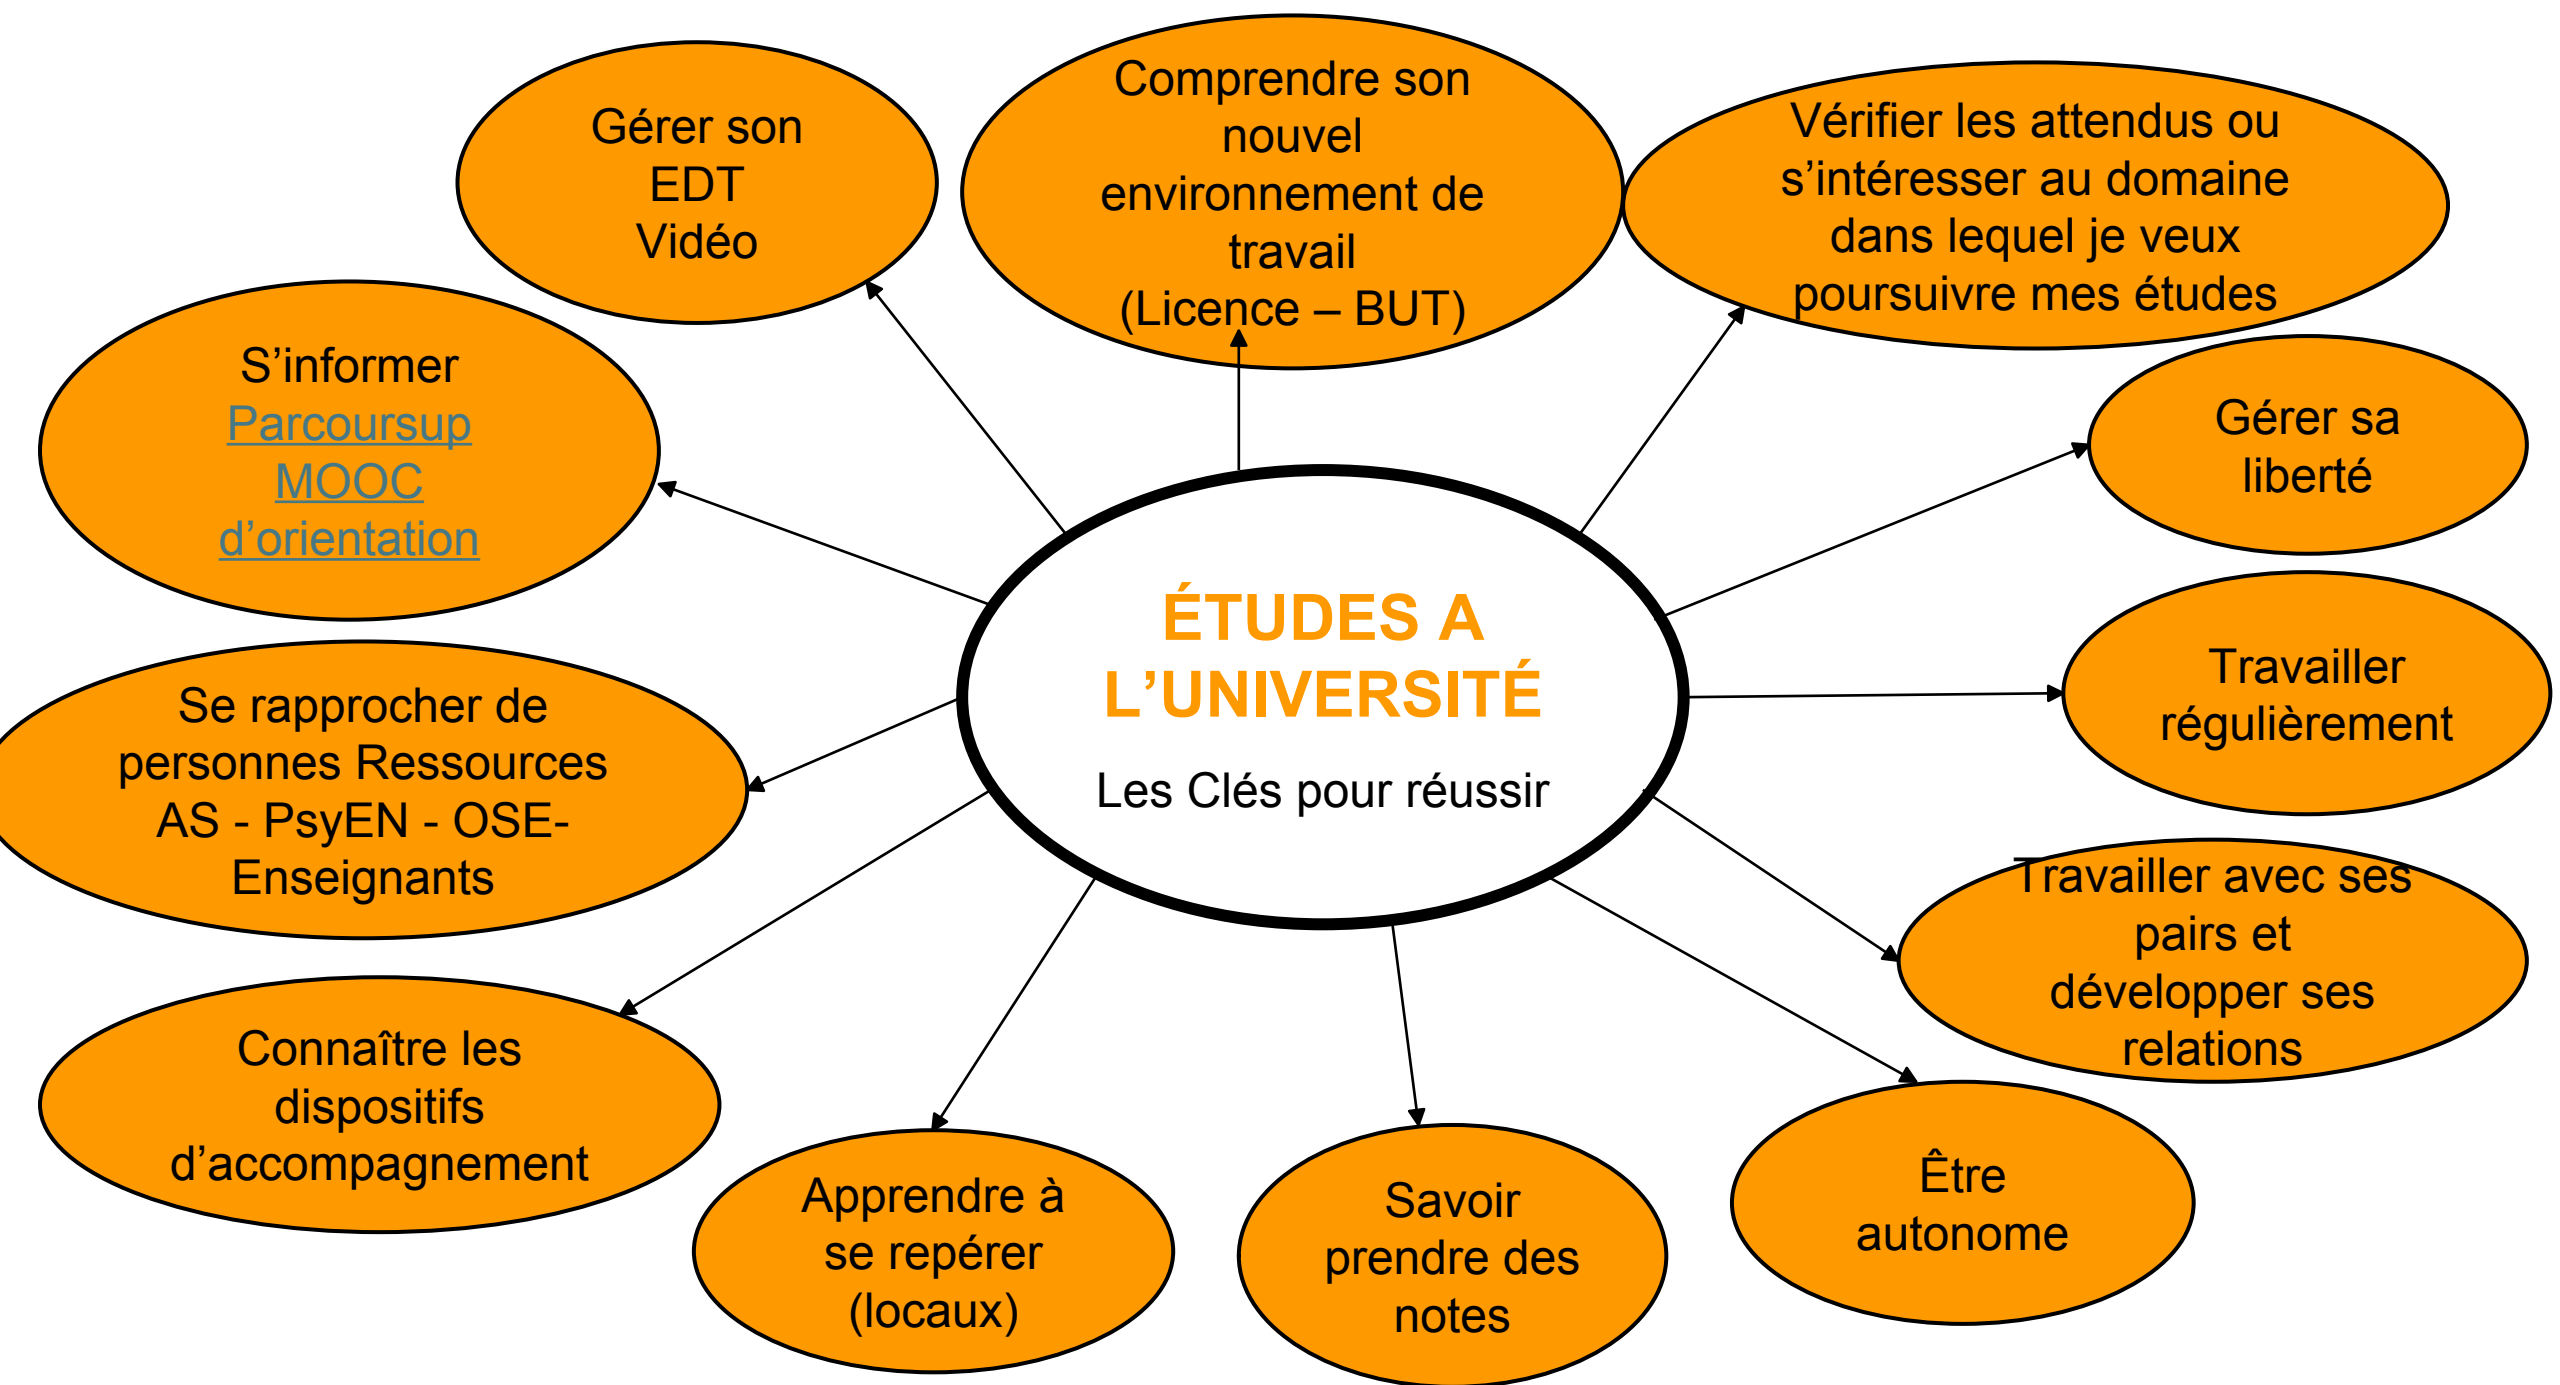 Gérer son
EDT
Vidéo
Comprendre son
nouvel
environnement de
travail
(Licence – BUT)
Vérifier les attendus ou
s’intéresser au domaine
dans lequel je veux
poursuivre mes études
S’informer
Parcoursup
MOOC
d’orientation
Gérer sa
liberté
ÉTUDES A
L’UNIVERSITÉ
Les Clés pour réussir
Travailler
régulièrement
Se rapprocher de
personnes Ressources
AS - PsyEN - OSE-
Enseignants
Travailler avec ses
pairs et
développer ses
relations
Connaître les
dispositifs
d’accompagnement
Apprendre à
se repérer
(locaux)
Savoir
prendre des
notes
Être
autonome